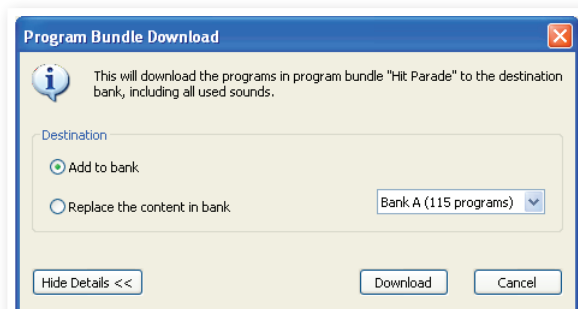 Program Bundle Download
This will download the programs in program bundle "Hit Parade" to the destination
bank, including all used sounds.
Destination
Add to bank
Replace the content in bank
Bank A (115 programs)
Hide Details <<
Download
Cancel